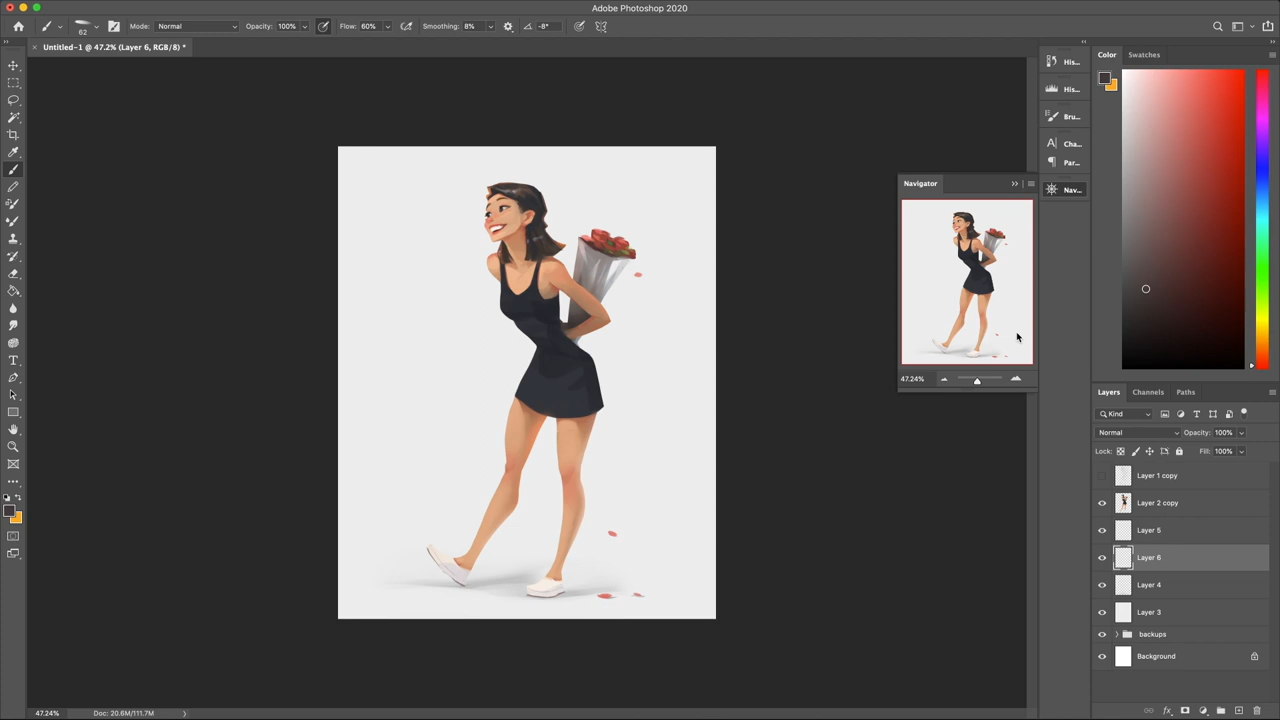 Adobe Photoshop 2020
62
Mode: Normal
Opacity: 100%
Flow: 60%
Smoothing: 8%
-8°
Untitled-1 @ 47.2% (Layer 6, RGB/8) *
His...
His...
Bru...
Cha...
Par...
Nav...
Color
Swatches
Navigator
47.24%
Layers
Channels
Paths
Kind
Normal
Opacity: 100%
Lock:
Fill: 100%
Layer 1 copy
Layer 2 copy
Layer 5
Layer 6
Layer 4
Layer 3
backups
Background
47.24%
Doc: 20.6M/111.7M